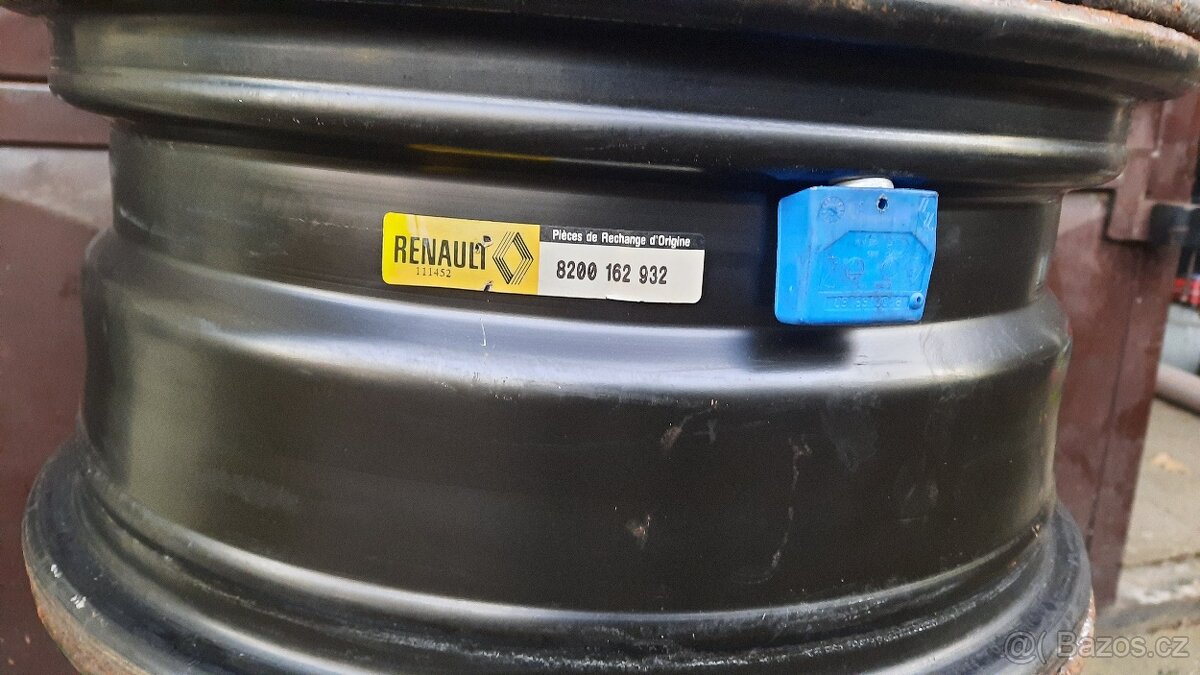 RENAULT
111452
Pièces de Rechange d'Origine
8200 162 932
@( Bazos.cz